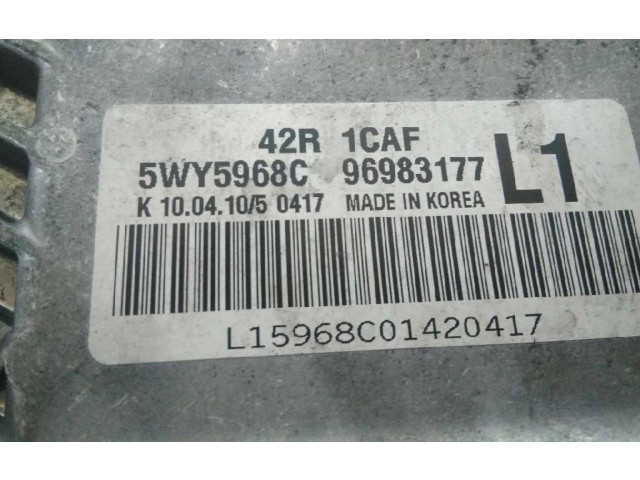 42R 1CAF
5WY5968C 96983177 L1
K 10.04.10/5 0417 MADE IN KOREA
L15968C01420417